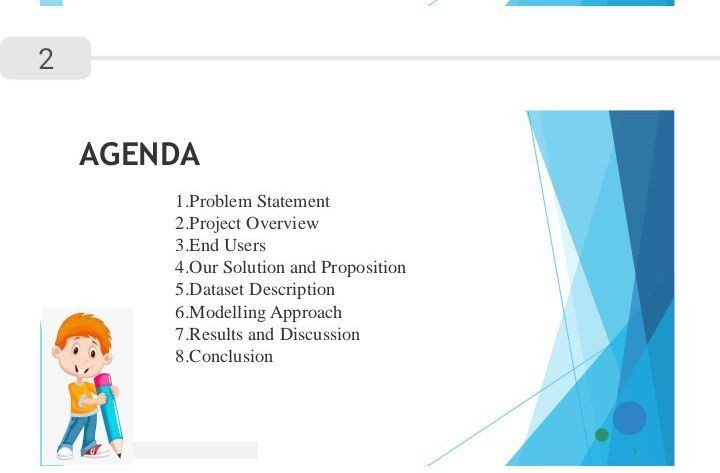 2
AGENDA
1.Problem Statement
2.Project Overview
3.End Users
4.Our Solution and Proposition
5.Dataset Description
6.Modelling Approach
7.Results and Discussion
8.Conclusion